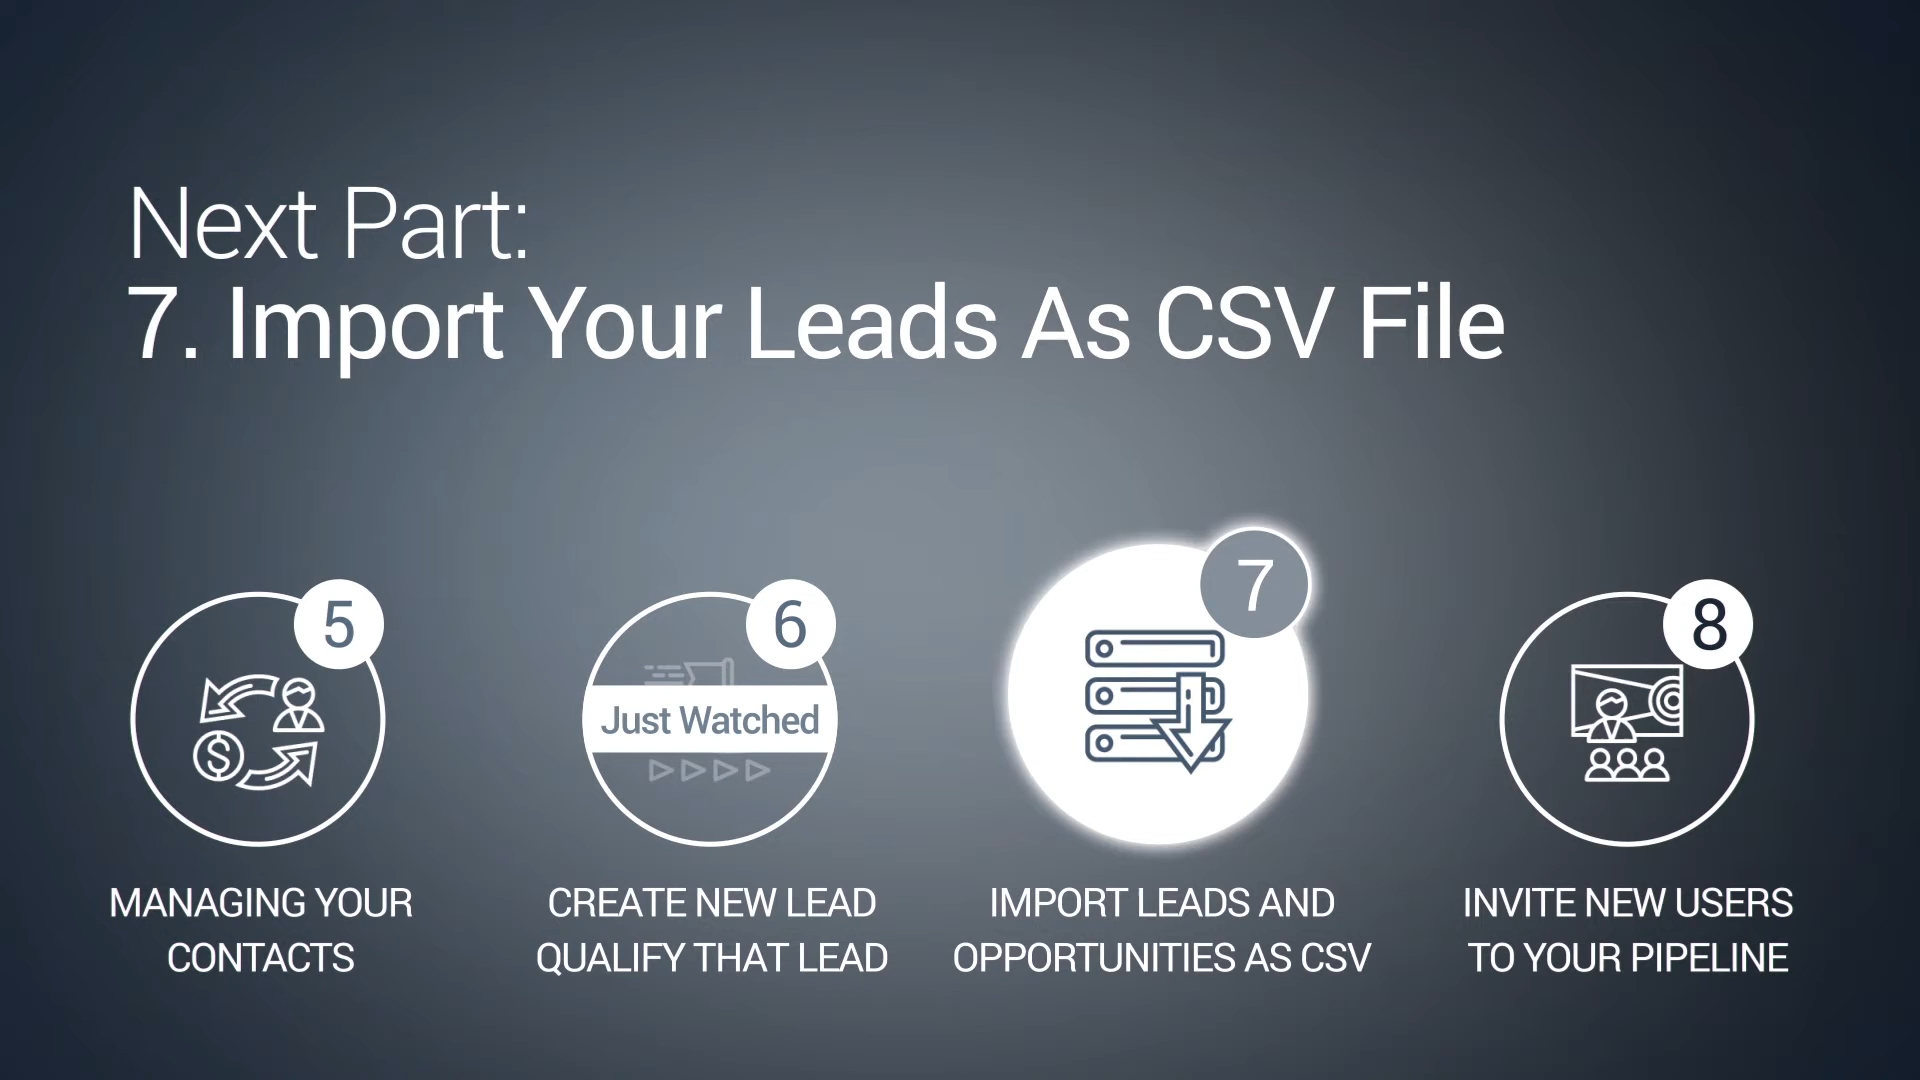 Next Part:
7. Import Your Leads As CSV File
5
6
7
8
Just Watched
MANAGING YOUR
CONTACTS
CREATE NEW LEAD
QUALIFY THAT LEAD
IMPORT LEADS AND
OPPORTUNITIES AS CSV
INVITE NEW USERS
TO YOUR PIPELINE